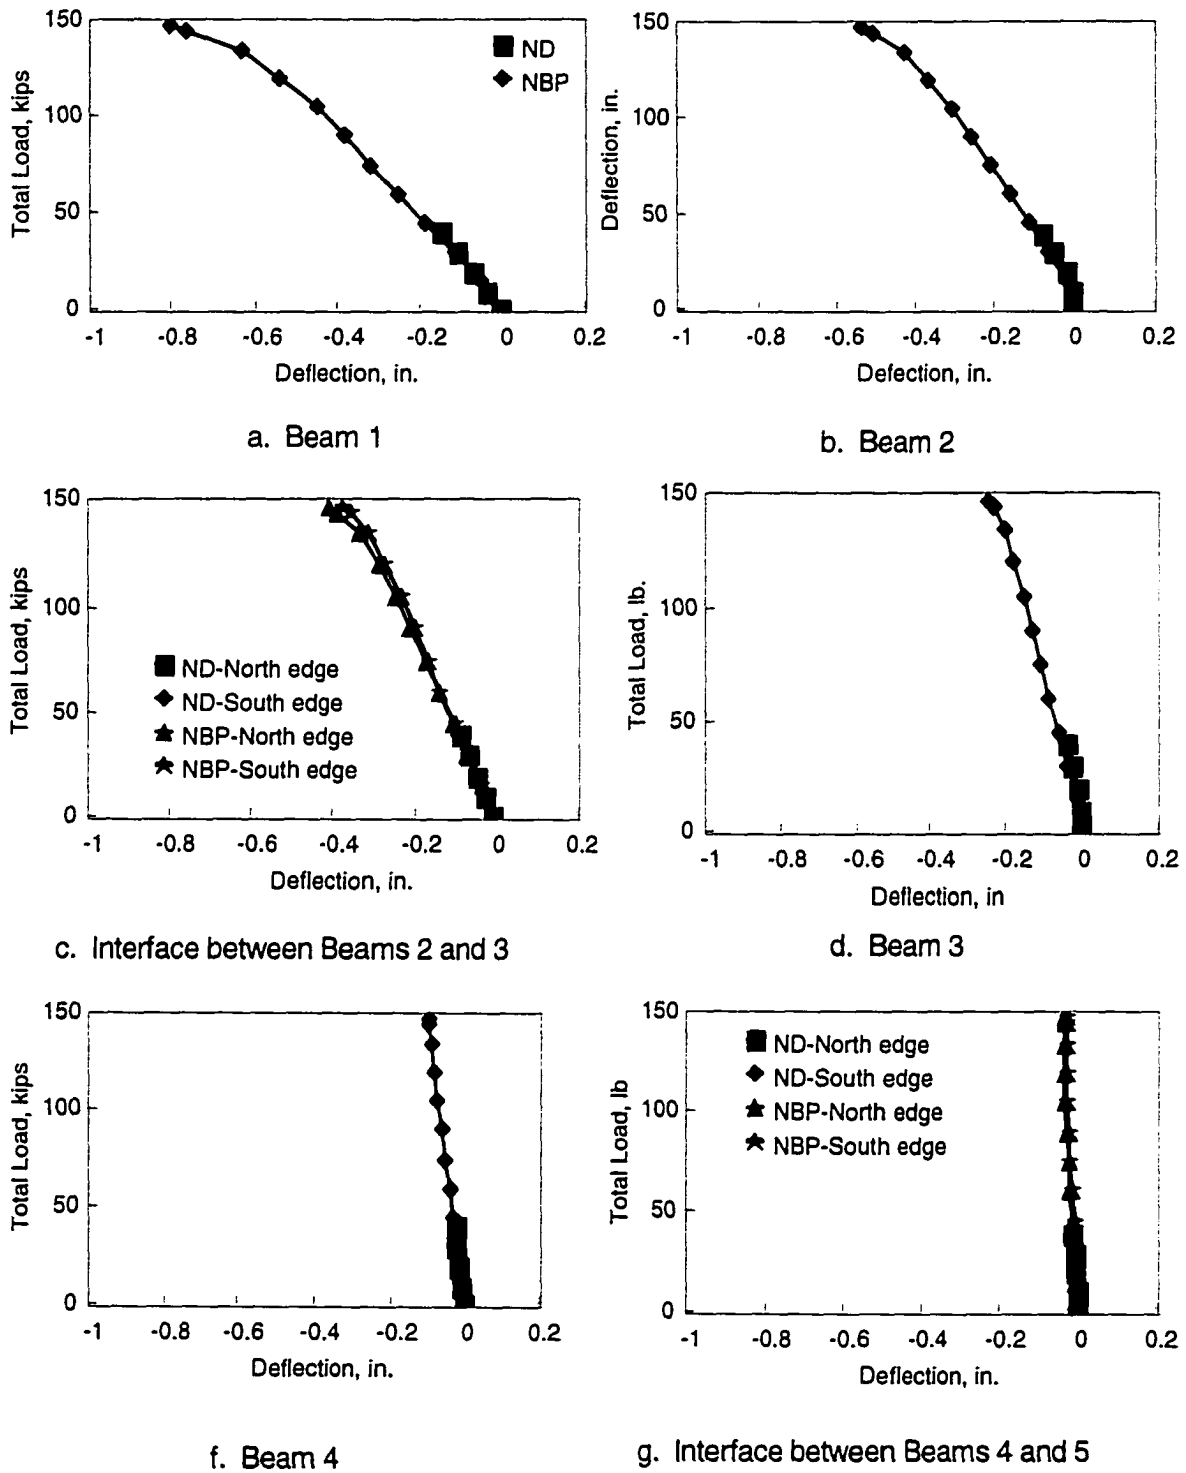 150
100
50
0
Total Load, kips
ND
NBP
-1 -0.8 -0.6 -0.4 -0.2 0 0.2
Deflection, in.
a. Beam 1
150
100
50
0
Deflection, in.
-1 -0.8 -0.6 -0.4 -0.2 0 0.2
Defection, in.
b. Beam 2
150
100
50
0
Total Load, kips
ND-North edge
ND-South edge
NBP-North edge
NBP-South edge
-1 -0.8 -0.6 -0.4 -0.2 0 0.2
Deflection, in.
c. Interface between Beams 2 and 3
150
100
50
0
Total Load, lb.
-1 -0.8 -0.6 -0.4 -0.2 0 0.2
Deflection, in
d. Beam 3
150
100
50
0
Total Load, kips
-1 -0.8 -0.6 -0.4 -0.2 0 0.2
Deflection, in.
f. Beam 4
150
100
50
0
Total Load, lb
ND-North edge
ND-South edge
NBP-North edge
NBP-South edge
-1 -0.8 -0.6 -0.4 -0.2 0 0.2
Deflection, in.
g. Interface between Beams 4 and 5